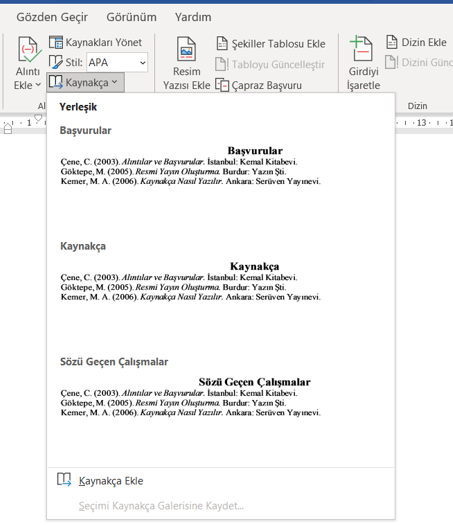 Gözden Geçir Görünüm Yardım
Alıntı Ekle
Kaynakları Yönet
Stil: APA
Kaynakça
Resim Yazısı Ekle
Şekiller Tablosu Ekle
Tabloyu Güncelleştir
Çapraz Başvuru
Girdiyi İşaretle
Dizin Ekle
Dizini Günc
Al
Dizin
1
13
Yerleşik
Başvurular
Başvurular
Çene, C. (2003). Alıntılar ve Başvurular. İstanbul: Kemal Kitabevi.
Göktepe, M. (2005). Resmi Yayın Oluşturma. Burdur: Yazın Şti.
Kemer, M. A. (2006). Kaynakça Nasıl Yazılır. Ankara: Serüven Yayınevi.
Kaynakça
Kaynakça
Çene, C. (2003). Alıntılar ve Başvurular. İstanbul: Kemal Kitabevi.
Göktepe, M. (2005). Resmi Yayın Oluşturma. Burdur: Yazın Şti.
Kemer, M. A. (2006). Kaynakça Nasıl Yazılır. Ankara: Serüven Yayınevi.
Sözü Geçen Çalışmalar
Sözü Geçen Çalışmalar
Çene, C. (2003). Alıntılar ve Başvurular. İstanbul: Kemal Kitabevi.
Göktepe, M. (2005). Resmi Yayın Oluşturma. Burdur: Yazın Şti.
Kemer, M. A. (2006). Kaynakça Nasıl Yazılır. Ankara: Serüven Yayınevi.
Kaynakça Ekle
Seçimi Kaynakça Galerisine Kaydet...